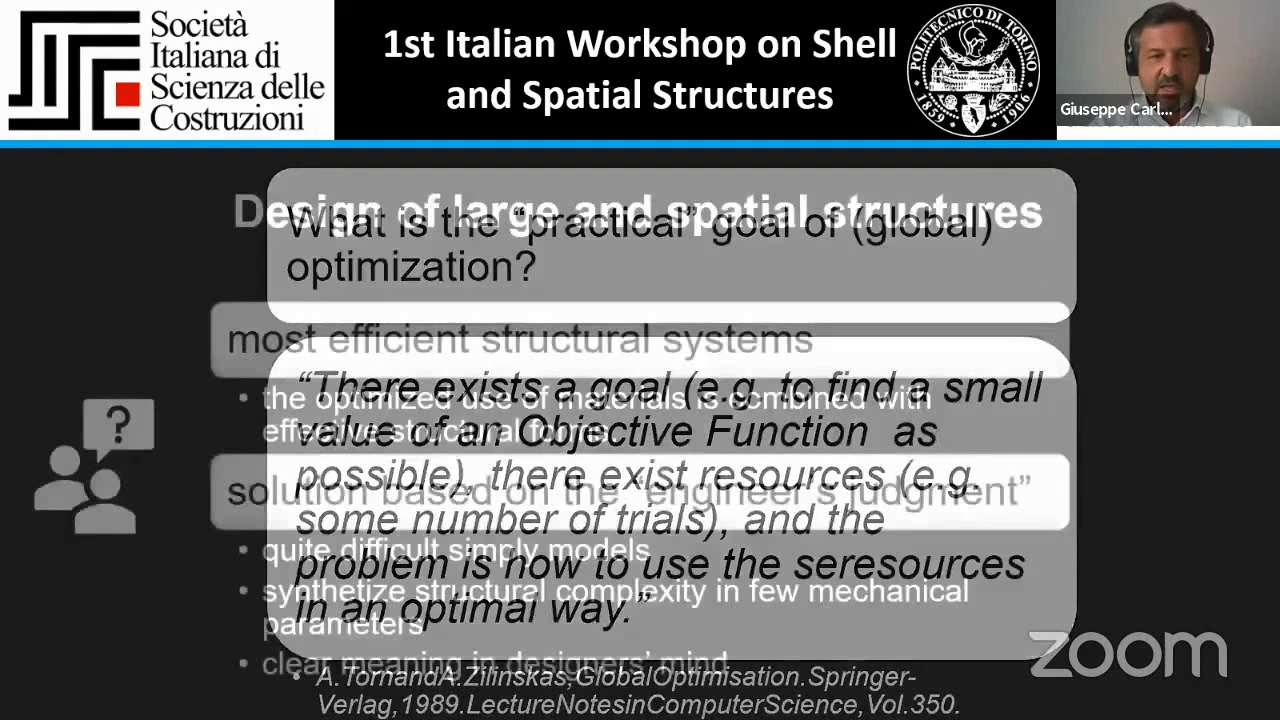 Società
Italiana di
Scienza delle
Costruzioni
1st Italian Workshop on Shell
and Spatial Structures
POLITECNICO DI TORINO
1859
1906
Giuseppe Carl...
Design of large and spatial structures
What is the “practical” goal of (global)
optimization?
most efficient structural systems
• the optimized use of materials is combined with
effective structural forms.
“There exists a goal (e.g. to find a small
value of an Objective Function as
possible), there exist resources (e.g.
some number of trials), and the
problem is how to use the seresources
in an optimal way.”
solution based on the “engineer’s judgment”
• quite difficult simply models
• synthetize structural complexity in few mechanical
parameters
• clear meaning in designers’ mind
• A.TornandA.Zilinskas,GlobalOptimisation.Springer-
Verlag,1989.LectureNotesinComputerScience,Vol.350.
?
zoom